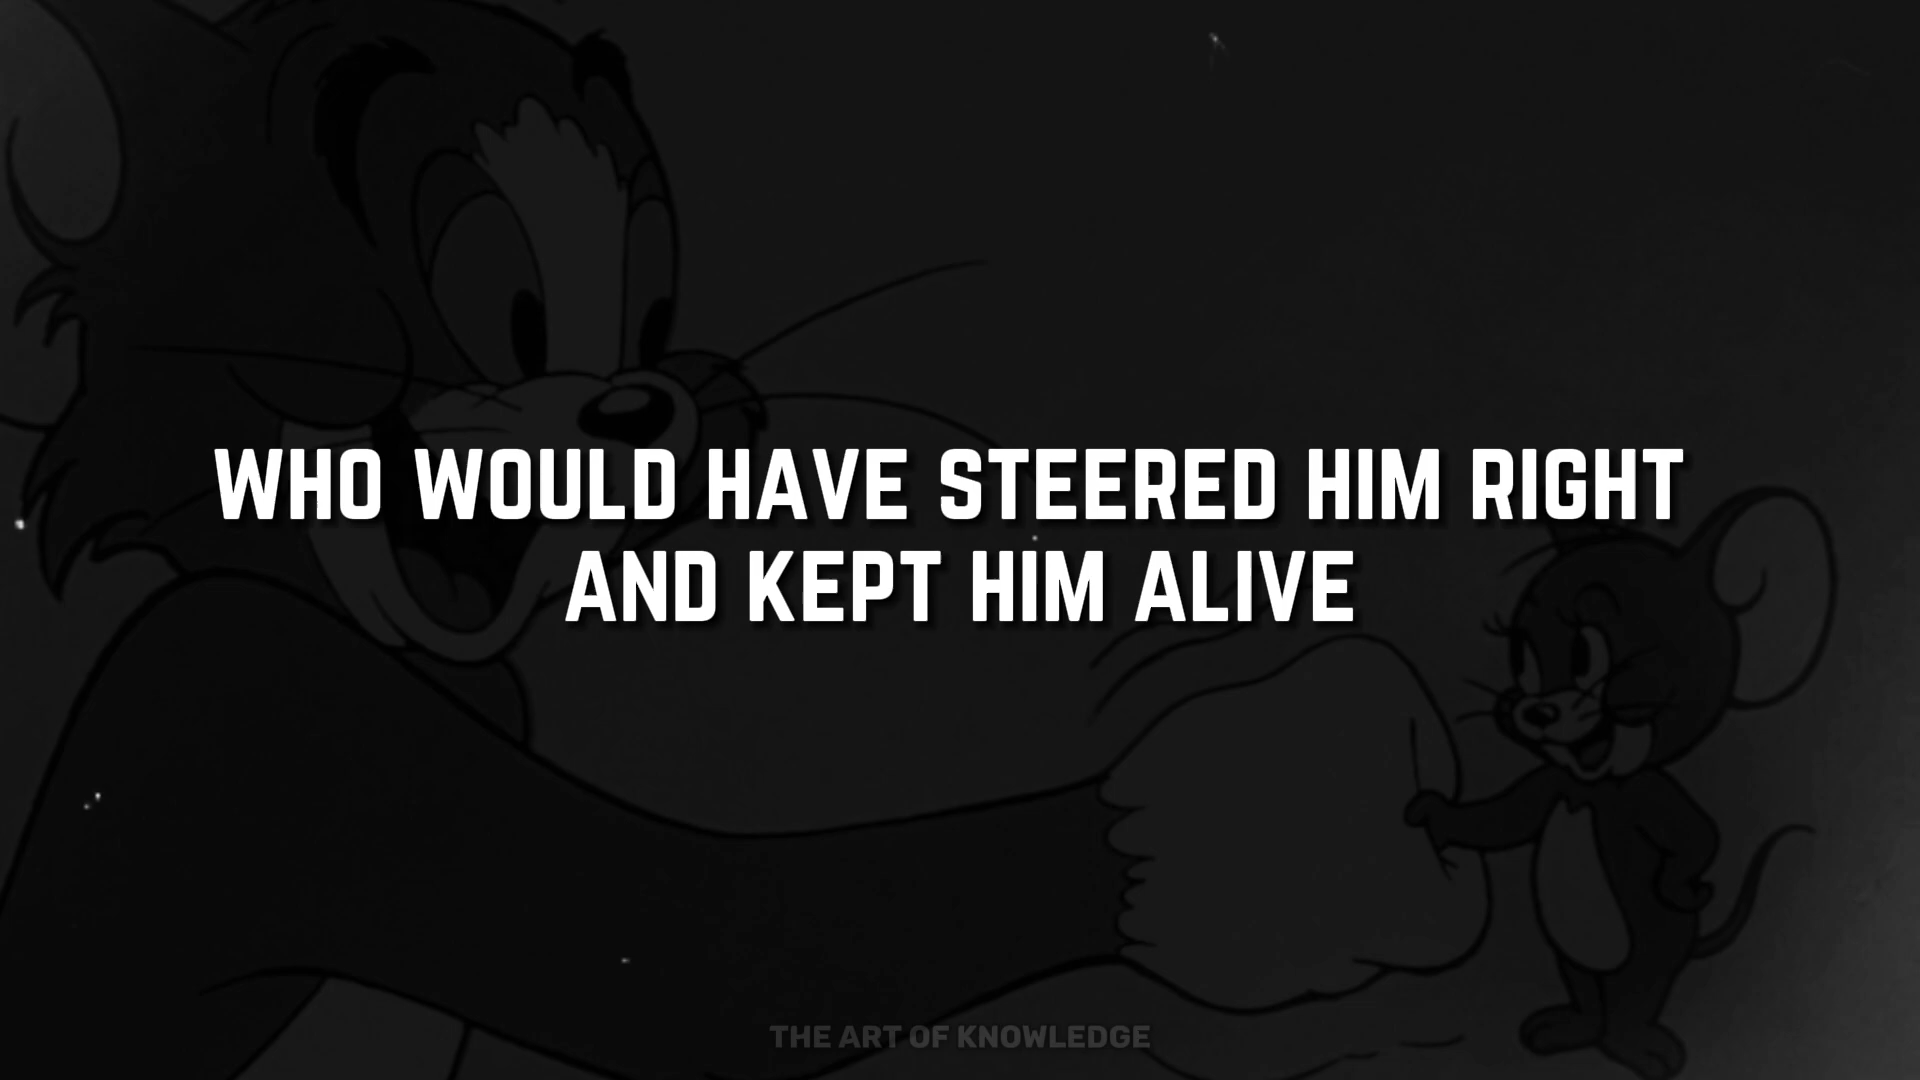 WHO WOULD HAVE STEERED HIM RIGHT
AND KEPT HIM ALIVE
THE ART OF KNOWLEDGE